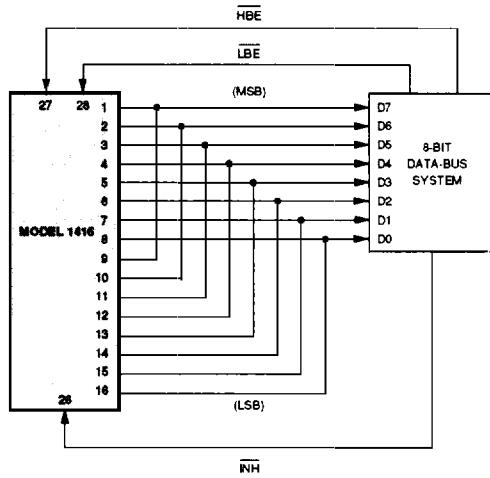 HBE
LBE
(MSB)
27 28
1 D7
2 D6
3 D5
4 D4
5 D3
6 D2
7 D1
8 D0
8-BIT
DATA-BUS
SYSTEM
MODEL 1416
9
10
11
12
13
14
15
16
26
(LSB)
INH